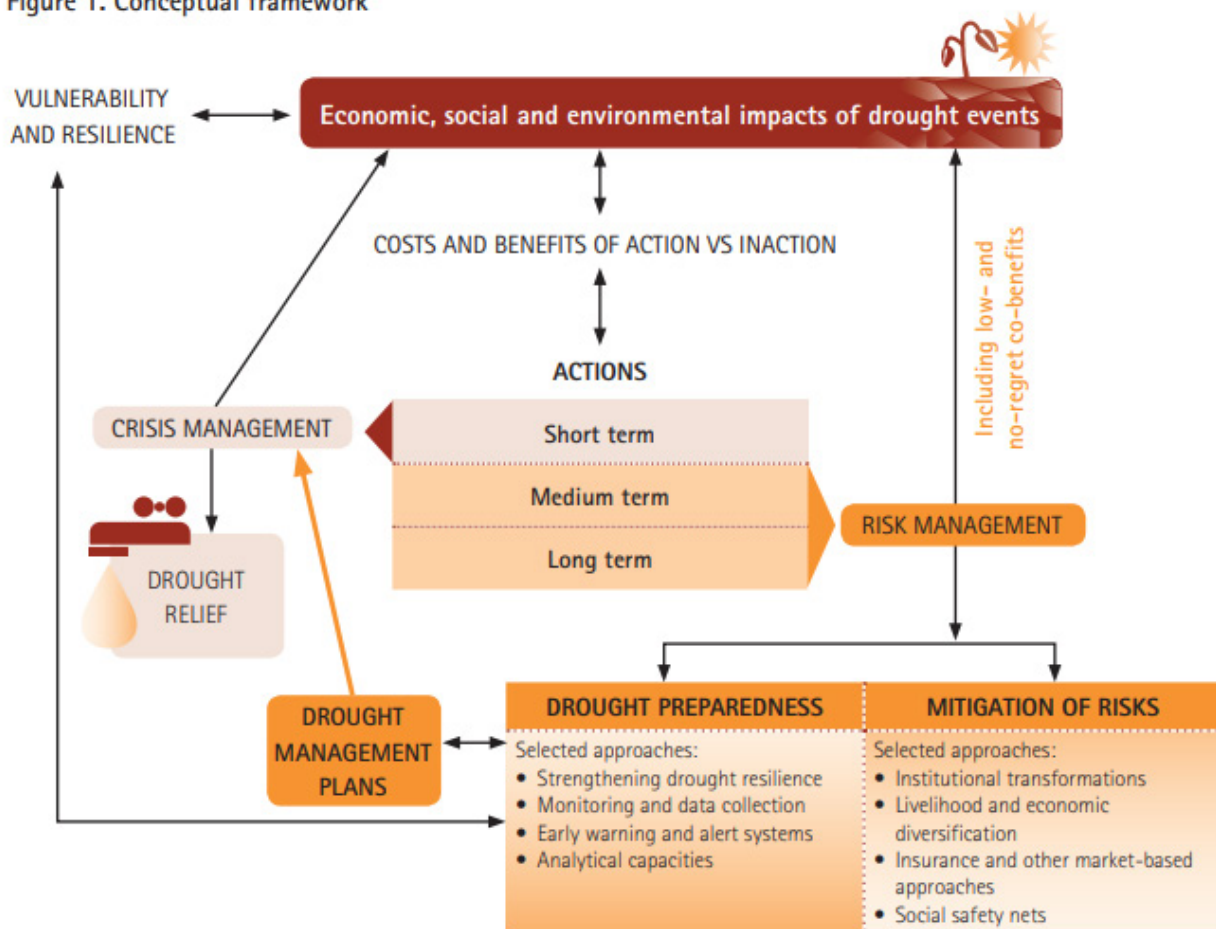 Figure 1. Conceptual framework
VULNERABILITY
AND RESILIENCE
Economic, social and environmental impacts of drought events
COSTS AND BENEFITS OF ACTION VS INACTION
Including low- and
no-regret co-benefits
ACTIONS
CRISIS MANAGEMENT
Short term
Medium term
Long term
RISK MANAGEMENT
DROUGHT
RELIEF
DROUGHT
MANAGEMENT
PLANS
DROUGHT PREPAREDNESS
Selected approaches:
• Strengthening drought resilience
• Monitoring and data collection
• Early warning and alert systems
• Analytical capacities
MITIGATION OF RISKS
Selected approaches:
• Institutional transformations
• Livelihood and economic
diversification
• Insurance and other market-based
approaches
• Social safety nets